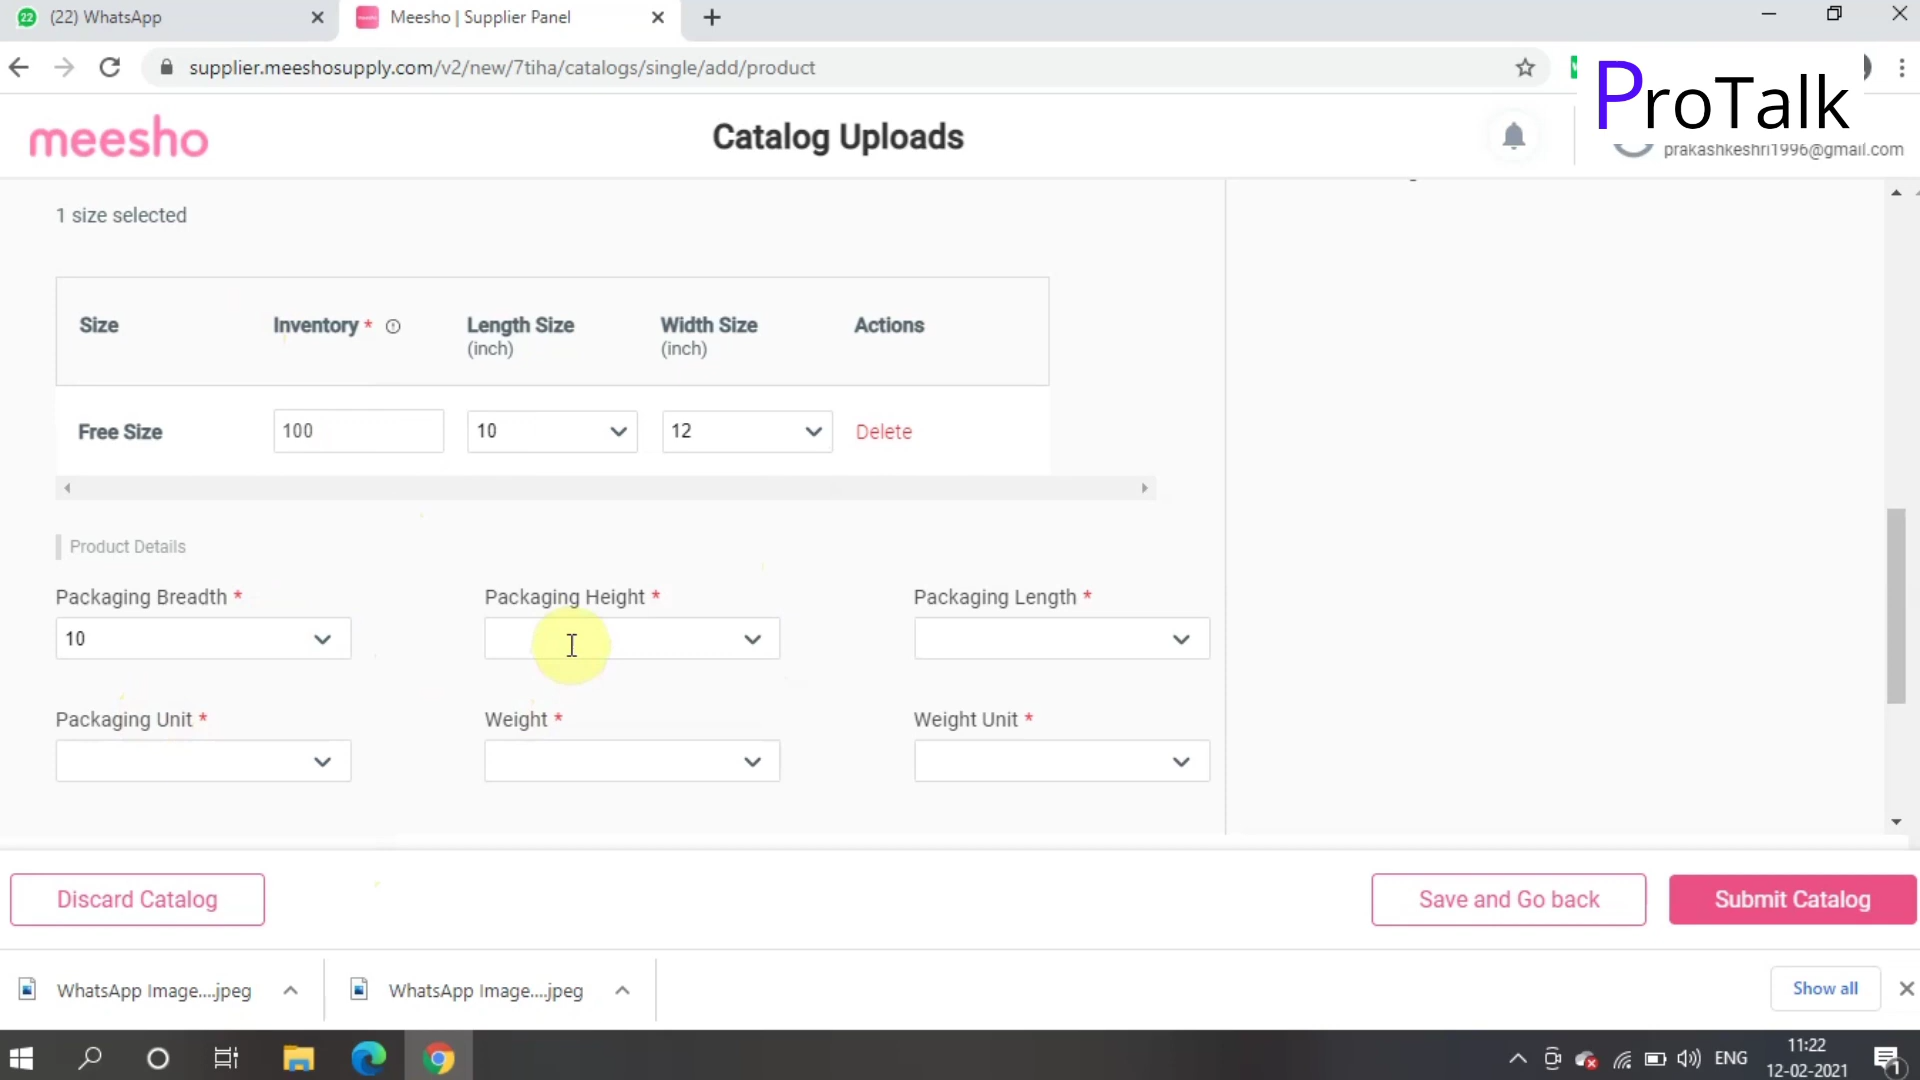 22 (22) WhatsApp
Meesho | Supplier Panel
supplier.meeshosupply.com/v2/new/7tiha/catalogs/single/add/product
ProTalk
meesho
Catalog Uploads
prakashkeshri1996@gmail.com
1 size selected
Size Inventory * Length Size (inch) Width Size (inch) Actions
Free Size 100 10 12 Delete
Product Details
Packaging Breadth * Packaging Height * Packaging Length *
10
Packaging Unit * Weight * Weight Unit *
Discard Catalog Save and Go back Submit Catalog
WhatsApp Image....jpeg WhatsApp Image....jpeg Show all
ENG 11:22
12-02-2021 1